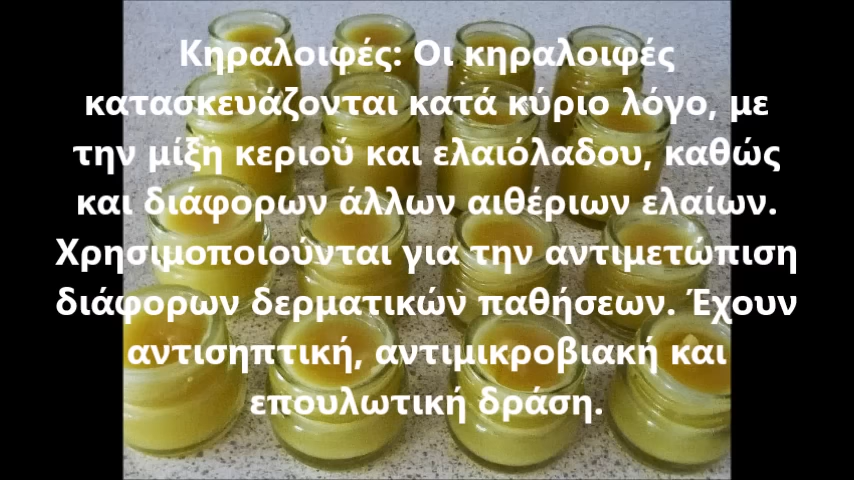 Κηραλοιφές: Οι κηραλοιφές
κατασκευάζονται κατά κύριο λόγο, με
την μίξη κεριού και ελαιόλαδου, καθώς
και διάφορων άλλων αιθέριων ελαίων.
Χρησιμοποιούνται για την αντιμετώπιση
διάφορων δερματικών παθήσεων. Έχουν
αντισηπτική, αντιμικροβιακή και
επουλωτική δράση.